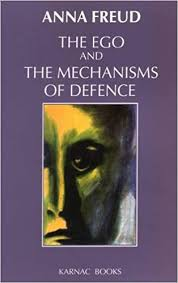 ANNA FREUD
THE EGO
AND
THE MECHANISMS
OF DEFENCE
KARNAC BOOKS